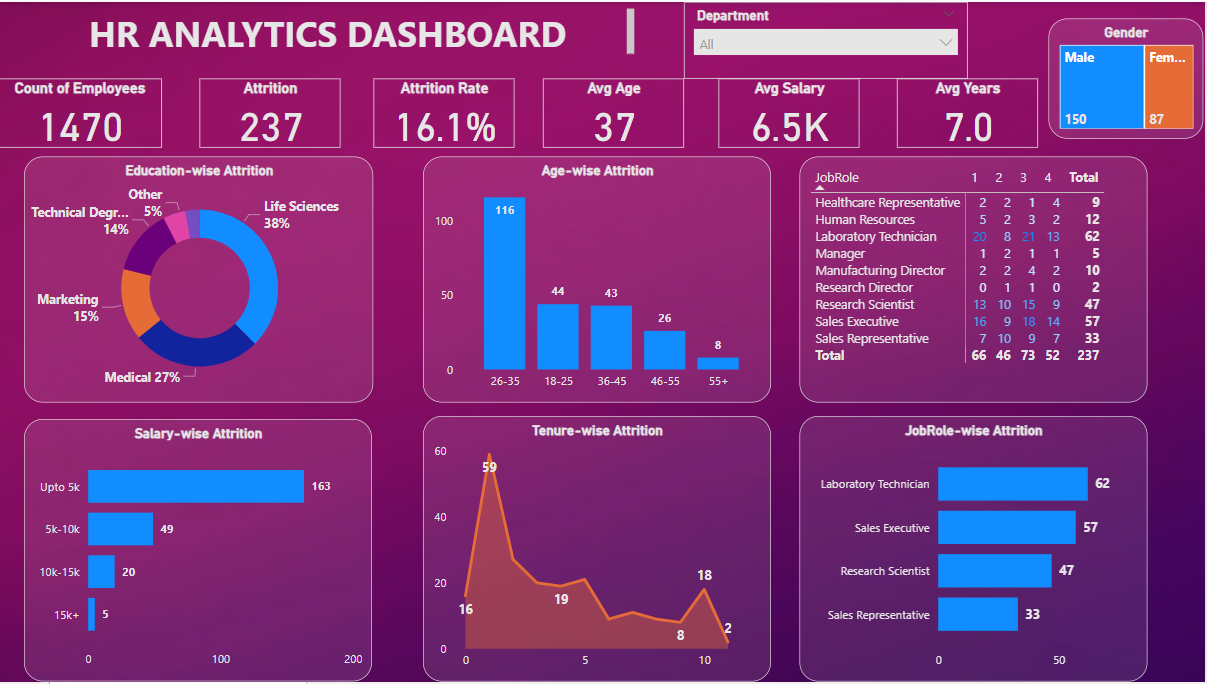 HR ANALYTICS DASHBOARD
Department
All
Gender
Male
Fem...
150
87
Count of Employees
1470
Attrition
237
Attrition Rate
16.1%
Avg Age
37
Avg Salary
6.5K
Avg Years
7.0
Education-wise Attrition
Other
5%
Life Sciences
38%
Technical Degr...
14%
Marketing
15%
Medical 27%
Age-wise Attrition
100
50
0
116
44
43
26
8
26-35 18-25 36-45 46-55 55+
JobRole 1 2 3 4 Total
Healthcare Representative 2 2 1 4 9
Human Resources 5 2 3 2 12
Laboratory Technician 20 8 21 13 62
Manager 1 2 1 1 5
Manufacturing Director 2 2 4 2 10
Research Director 0 1 1 0 2
Research Scientist 13 10 15 9 47
Sales Executive 16 9 18 14 57
Sales Representative 7 10 9 7 33
Total 66 46 73 52 237
Salary-wise Attrition
Upto 5k 163
5k-10k 49
10k-15k 20
15k+ 5
0 100 200
Tenure-wise Attrition
60
40
20
0
16
59
19
8
18
2
0 5 10
JobRole-wise Attrition
Laboratory Technician 62
Sales Executive 57
Research Scientist 47
Sales Representative 33
0 50